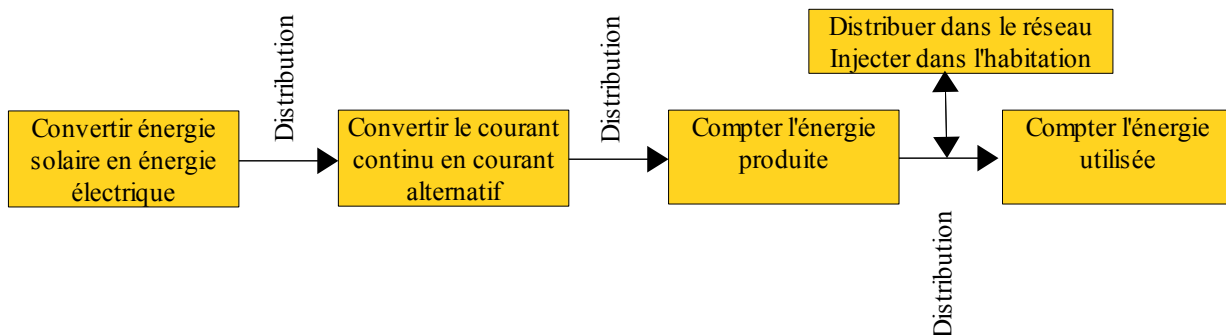 Distribuer dans le réseau
Injecter dans l'habitation
Distribution
Distribution
Convertir énergie
solaire en énergie
électrique
Convertir le courant
continu en courant
alternatif
Compter l'énergie
produite
Compter l'énergie
utilisée
Distribution